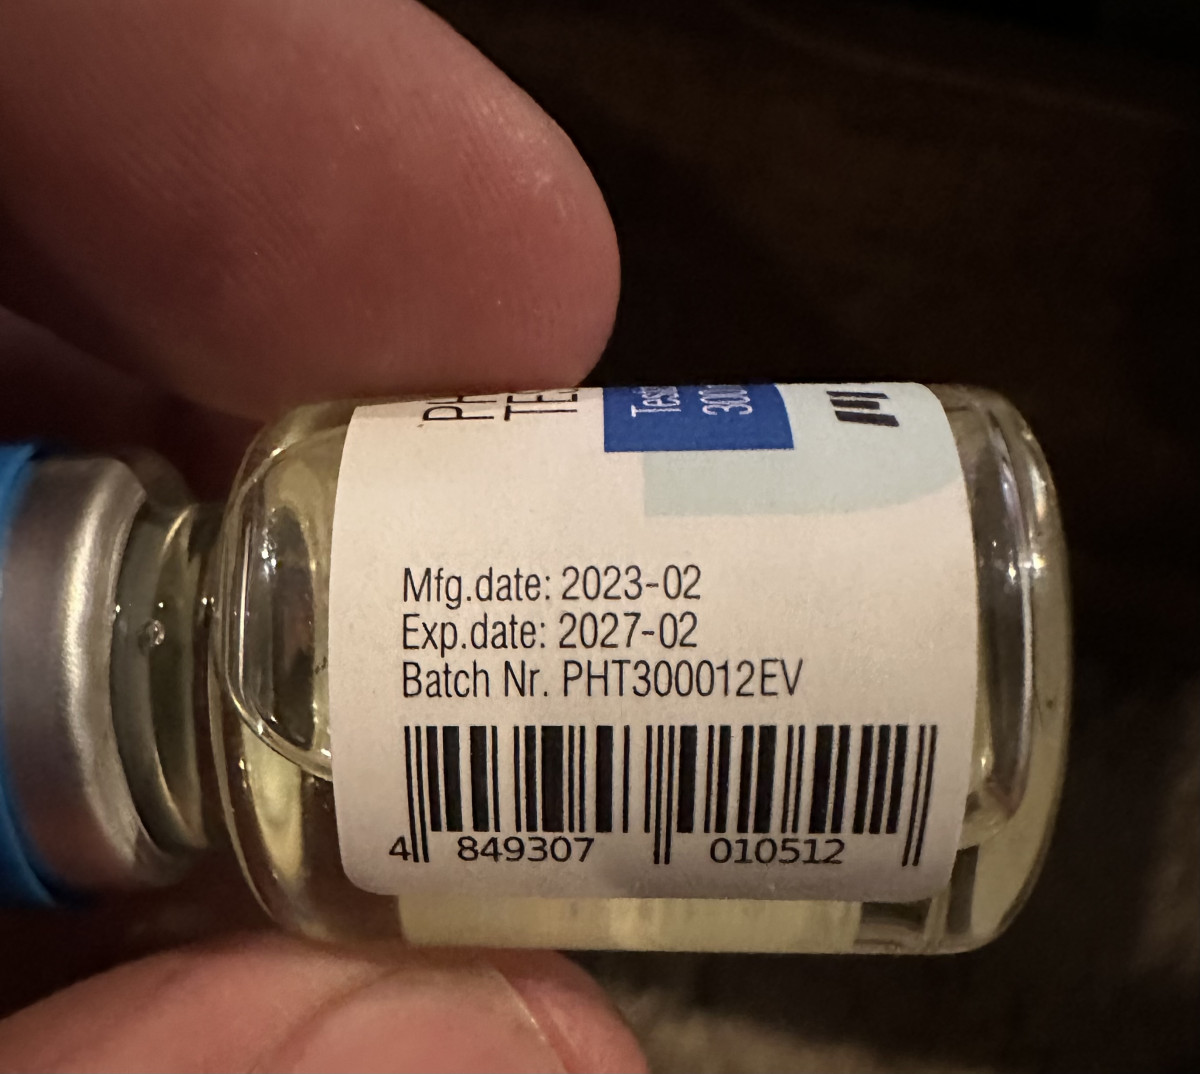 Mfg.date: 2023-02
Exp.date: 2027-02
Batch Nr. PHT300012EV
4 849307 010512